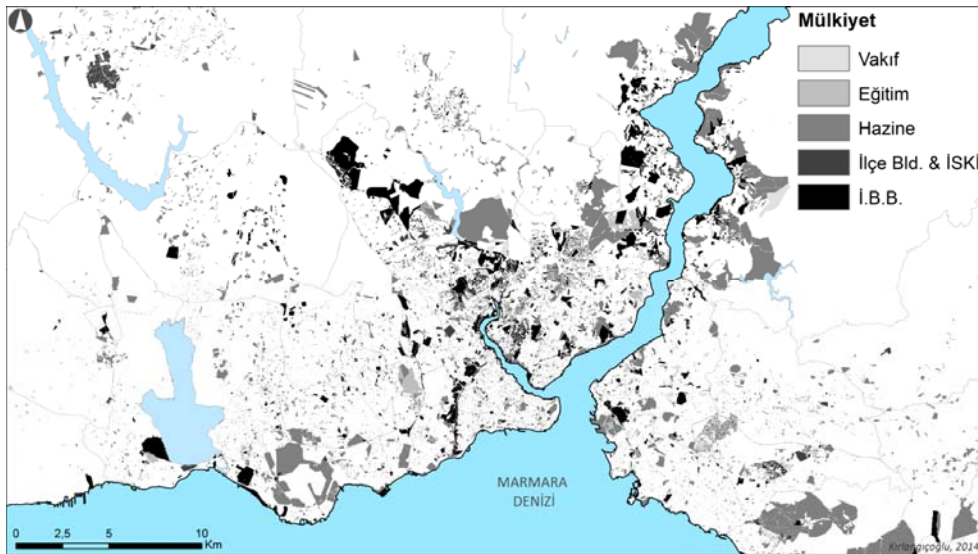 Mülkiyet
Vakıf
Eğitim
Hazine
İlçe Bld. & İSKİ
İ.B.B.
MARMARA
DENİZİ
0 2,5 5 10
Km
Kırlangıçoğlu, 2014